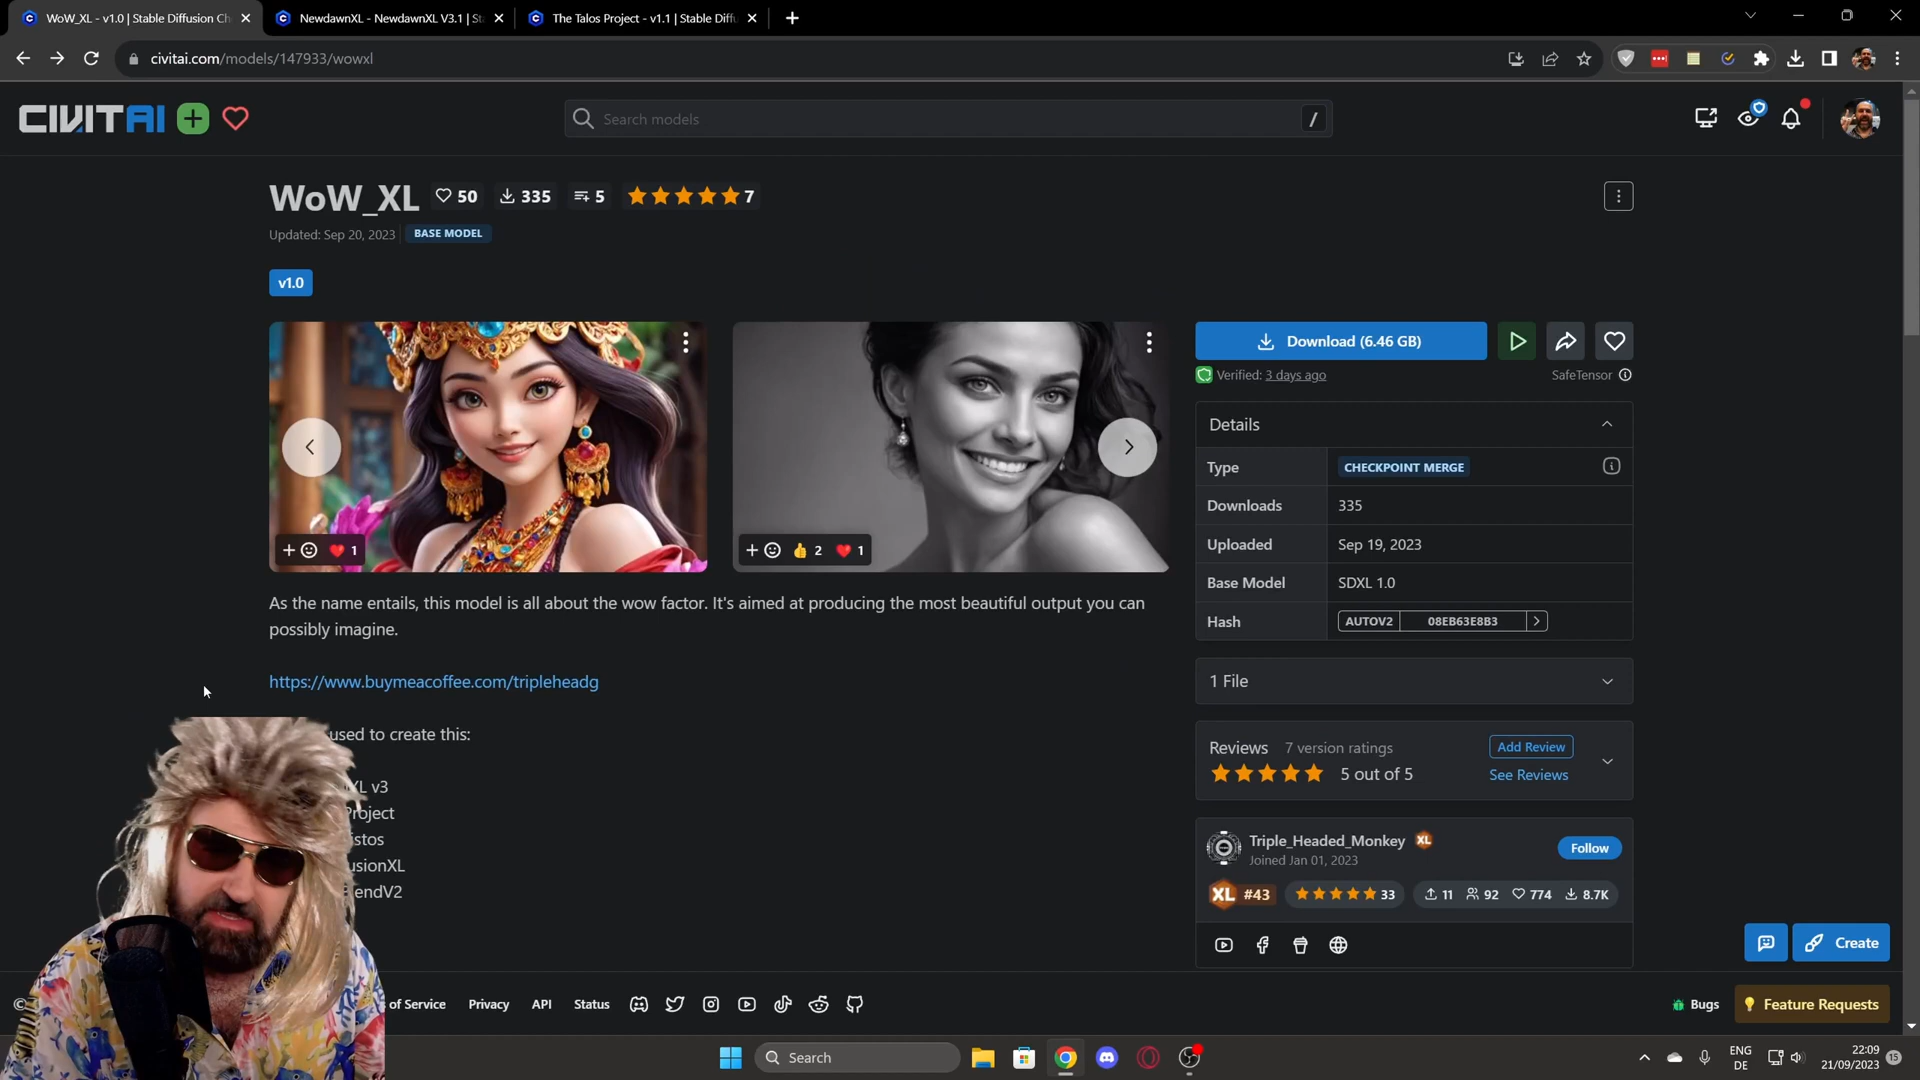 WoW_XL - v1.0 | Stable Diffusion Ch
NewdawnXL - NewdawnXL V3.1 | St
The Talos Project - v1.1 | Stable Diffu
civitai.com/models/147933/wowxl
CIVITAI
Search models
/
WoW_XL
50
335
5
7
Updated: Sep 20, 2023
BASE MODEL
v1.0
Download (6.46 GB)
Verified: 3 days ago
SafeTensor
Details
Type
CHECKPOINT MERGE
Downloads
335
Uploaded
Sep 19, 2023
Base Model
SDXL 1.0
Hash
AUTOV2
08EB63E8B3
1
2
1
As the name entails, this model is all about the wow factor. It's aimed at producing the most beautiful output you can
possibly imagine.
https://www.buymeacoffee.com/tripleheadg
used to create this:
XL v3
Project
istos
usionXL
endV2
1 File
Reviews
7 version ratings
Add Review
5 out of 5
See Reviews
Triple_Headed_Monkey
XL
Joined Jan 01, 2023
Follow
XL
#43
33
11
92
774
8.7K
Create
©
s of Service
Privacy
API
Status
Bugs
Feature Requests
Search
ENG
DE
22:09
21/09/2023
15